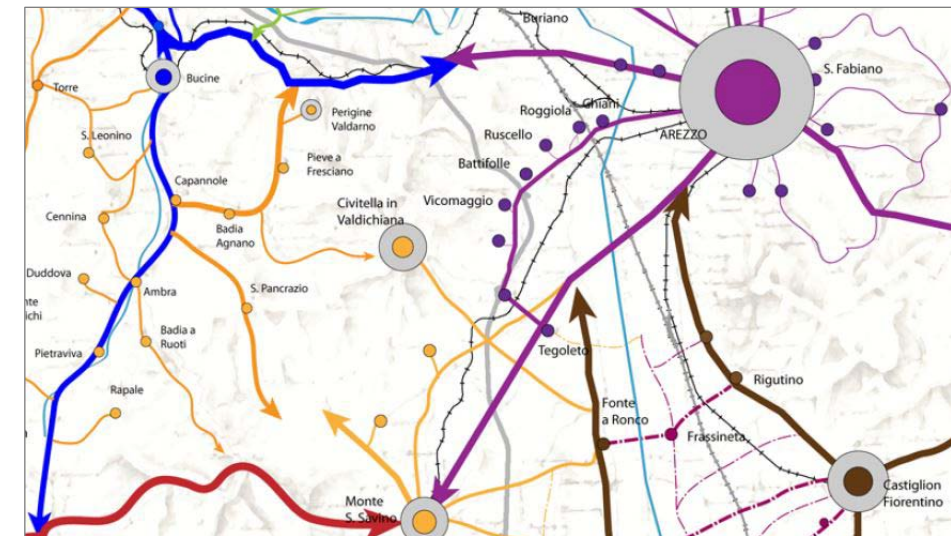 Buriano
Torre
Bucine
S. Fabiano
Perigine
Valdarno
Roggiola
Chiani
AREZZO
S. Leonino
Ruscello
Pieve a
Fresciano
Battifolle
Capannole
Vicomaggio
Civitella in
Valdichiana
Cennina
Badia
Agnano
Duddova
Ambra
S. Pancrazio
nte
ichi
Badia a
Ruoti
Pietraviva
Tegoleto
Rapale
Rigutino
Fonte
a Ronco
Frassineta
Monte
S. Savino
Castiglion
Fiorentino